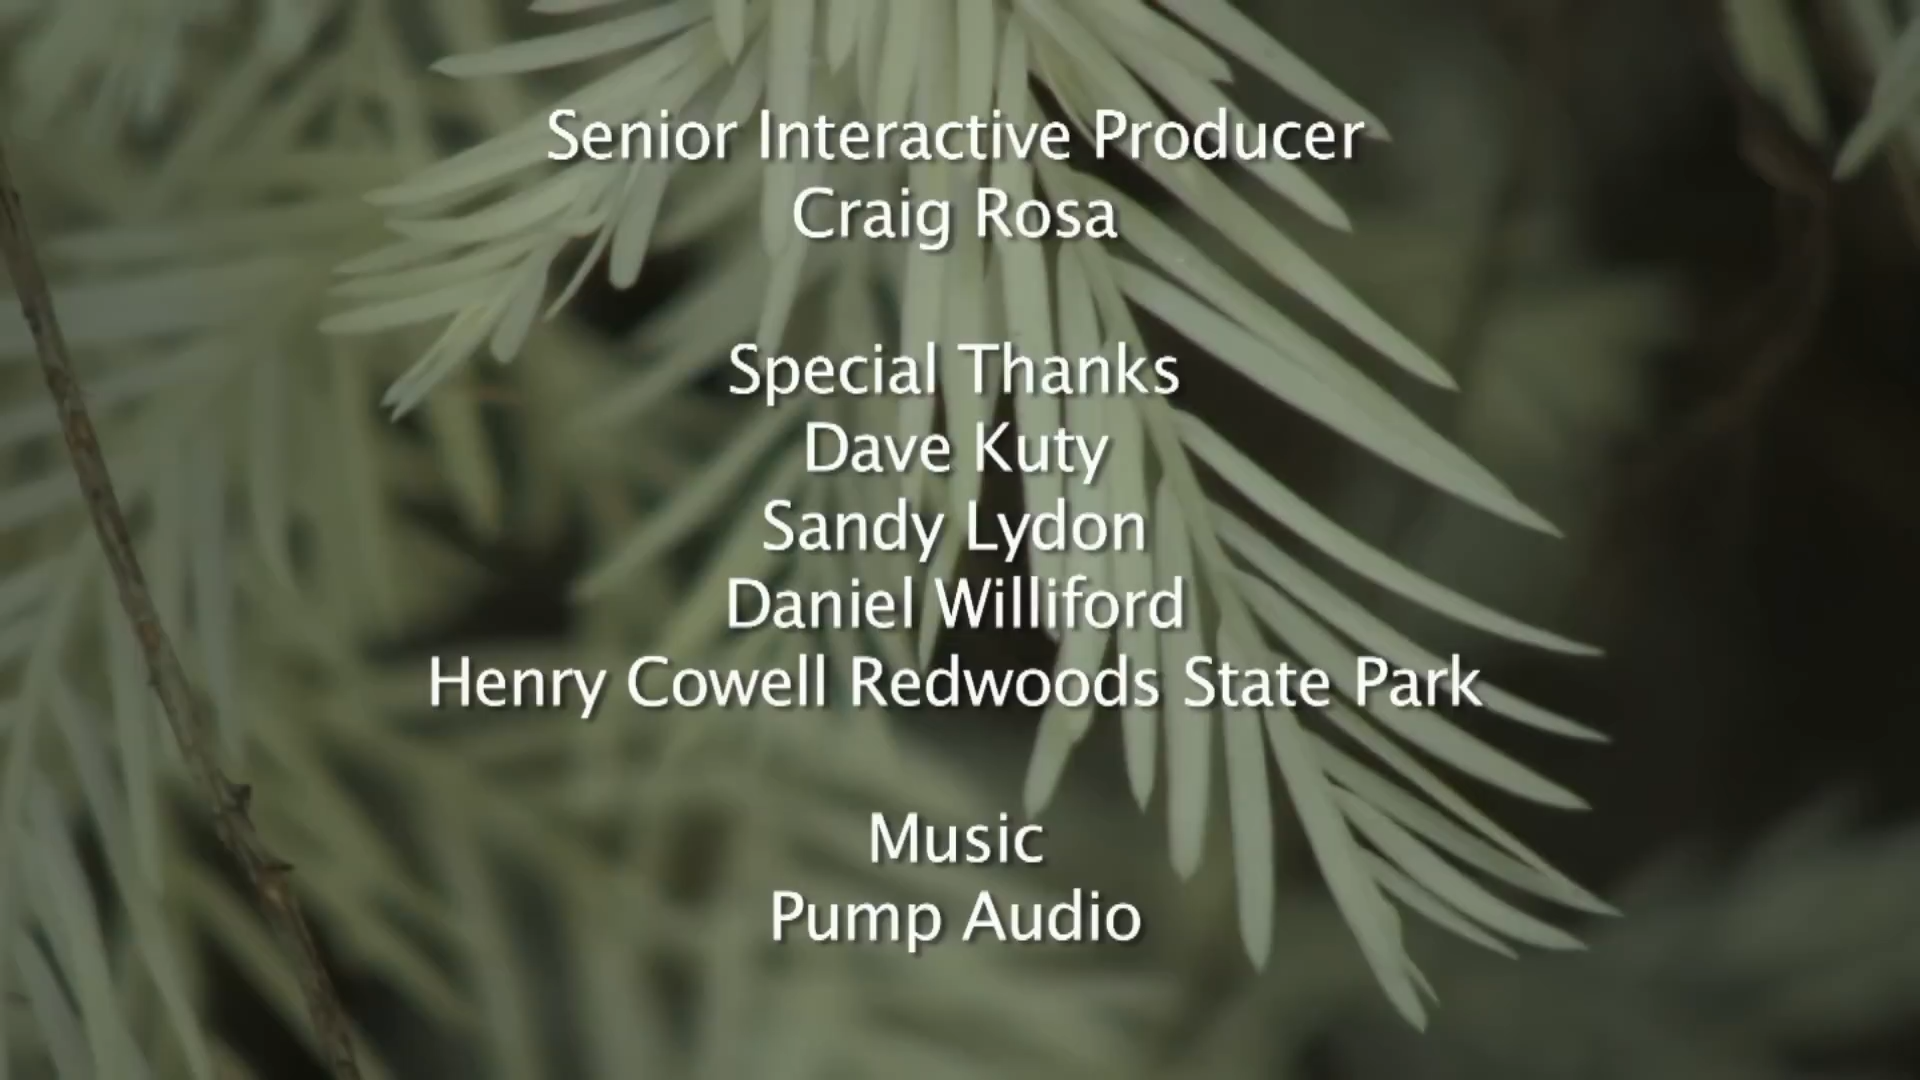 Senior Interactive Producer
Craig Rosa
Special Thanks
Dave Kuty
Sandy Lydon
Daniel Williford
Henry Cowell Redwoods State Park
Music
Pump Audio